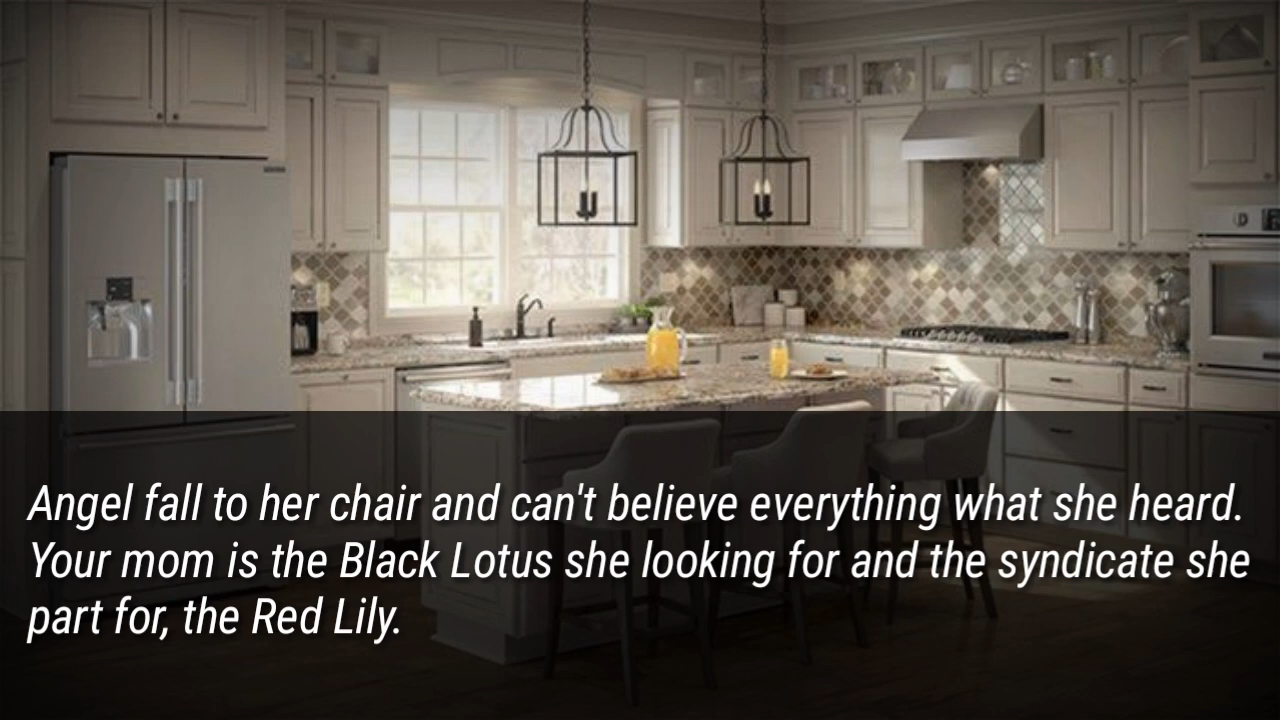 Angel fall to her chair and can't believe everything what she heard.
Your mom is the Black Lotus she looking for and the syndicate she
part for, the Red Lily.